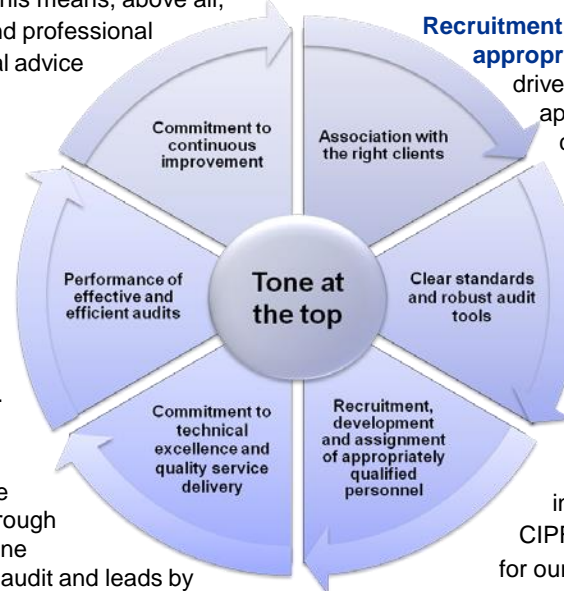 his means, above all,
nd professional
al advice
Recruitment
appropri
drive
ap
Commitment to
continuous
improvement
Association with
the right clients
Performance of
effective and
efficient audits
Tone at
the top
Clear standards
and robust audit
tools
Commitment to
technical
excellence and
quality service
delivery
Recruitment,
development
and assignment
of appropriately
qualified
personnel
rough
ne
audit and leads by
in
CIPF
for our